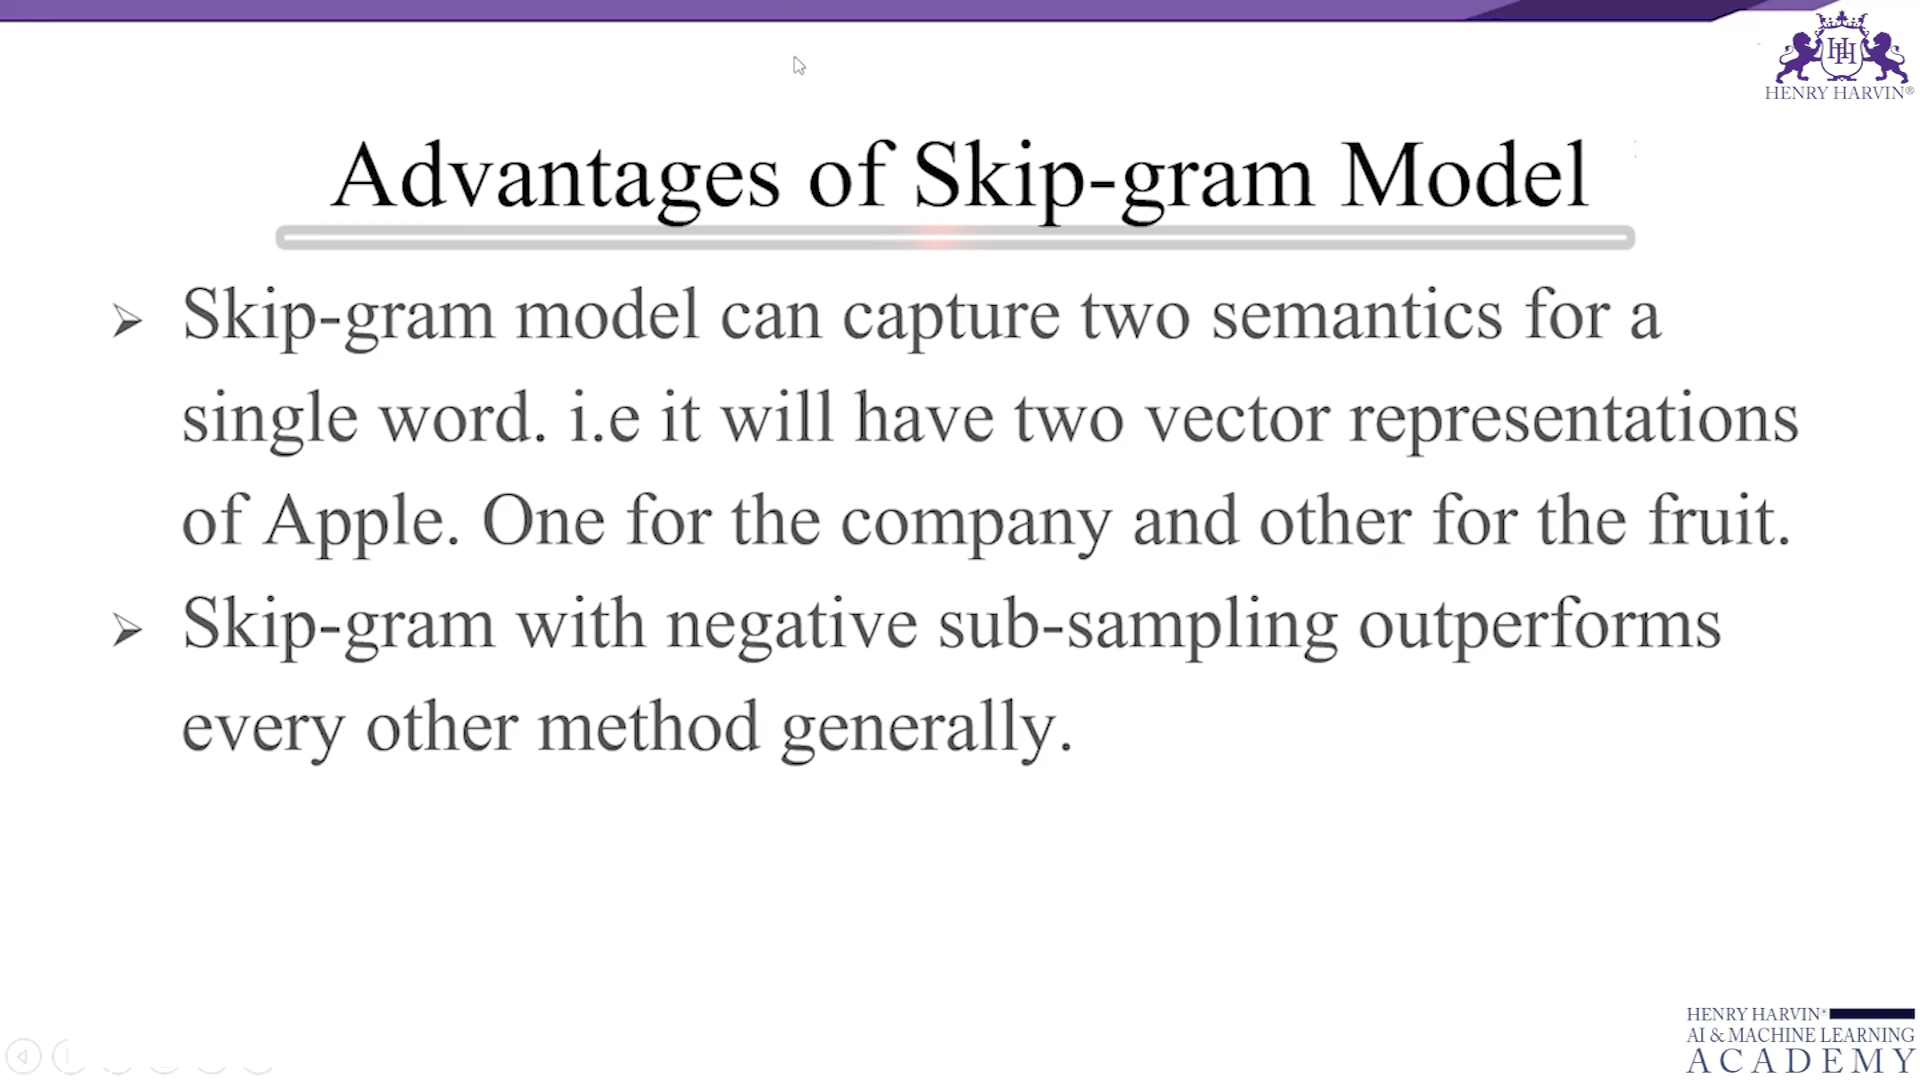 HENRY HARVIN®
Advantages of Skip-gram Model
➢ Skip-gram model can capture two semantics for a
single word. i.e it will have two vector representations
of Apple. One for the company and other for the fruit.
➢ Skip-gram with negative sub-sampling outperforms
every other method generally.
HENRY HARVIN®
AI & MACHINE LEARNING
ACADEMY